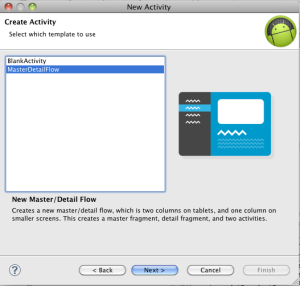 New Activity
Create Activity
Select which template to use
BlankActivity
MasterDetailFlow
New Master/Detail Flow
Creates a new master/detail flow, which is two columns on tablets, and one column on
smaller screens. This creates a master fragment, detail fragment, and two activities.
?
< Back
Next >
Cancel
Finish